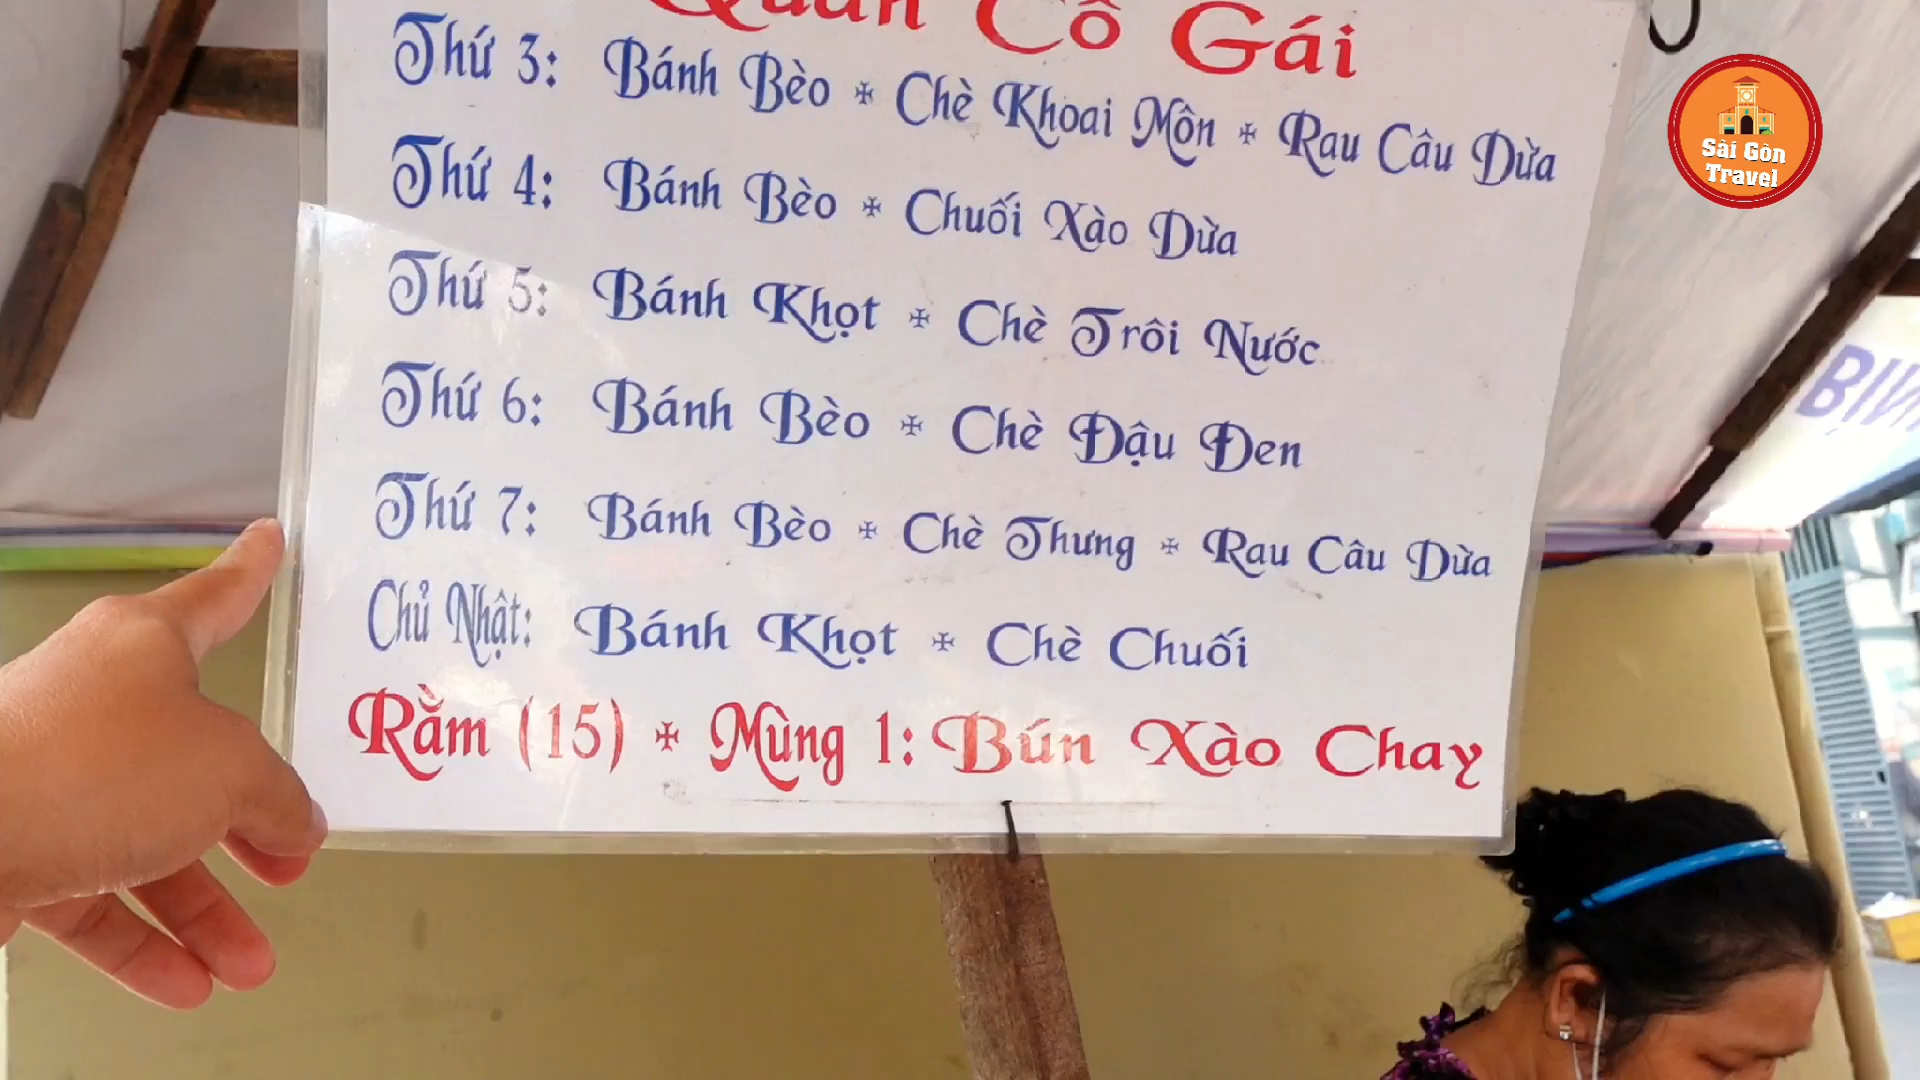 Quán Cô Gái
Thứ 3: Bánh Bèo + Chè Khoai Môn + Rau Câu Dừa
Thứ 4: Bánh Bèo + Chuối Xào Dừa
Thứ 5: Bánh Khọt + Chè Trôi Nước
Thứ 6: Bánh Bèo + Chè Đậu Đen
Thứ 7: Bánh Bèo + Chè Thưng + Rau Câu Dừa
Chủ Nhật: Bánh Khọt + Chè Chuối
Rằm (15) + Mùng 1: Bún Xào Chay
Sài Gòn
Travel